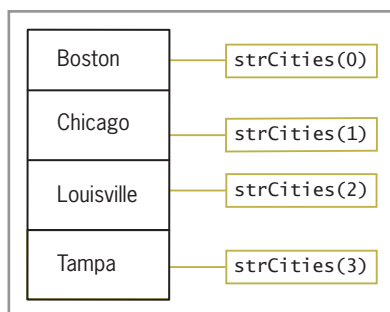 Boston strCities(0)
Chicago strCities(1)
Louisville strCities(2)
Tampa strCities(3)